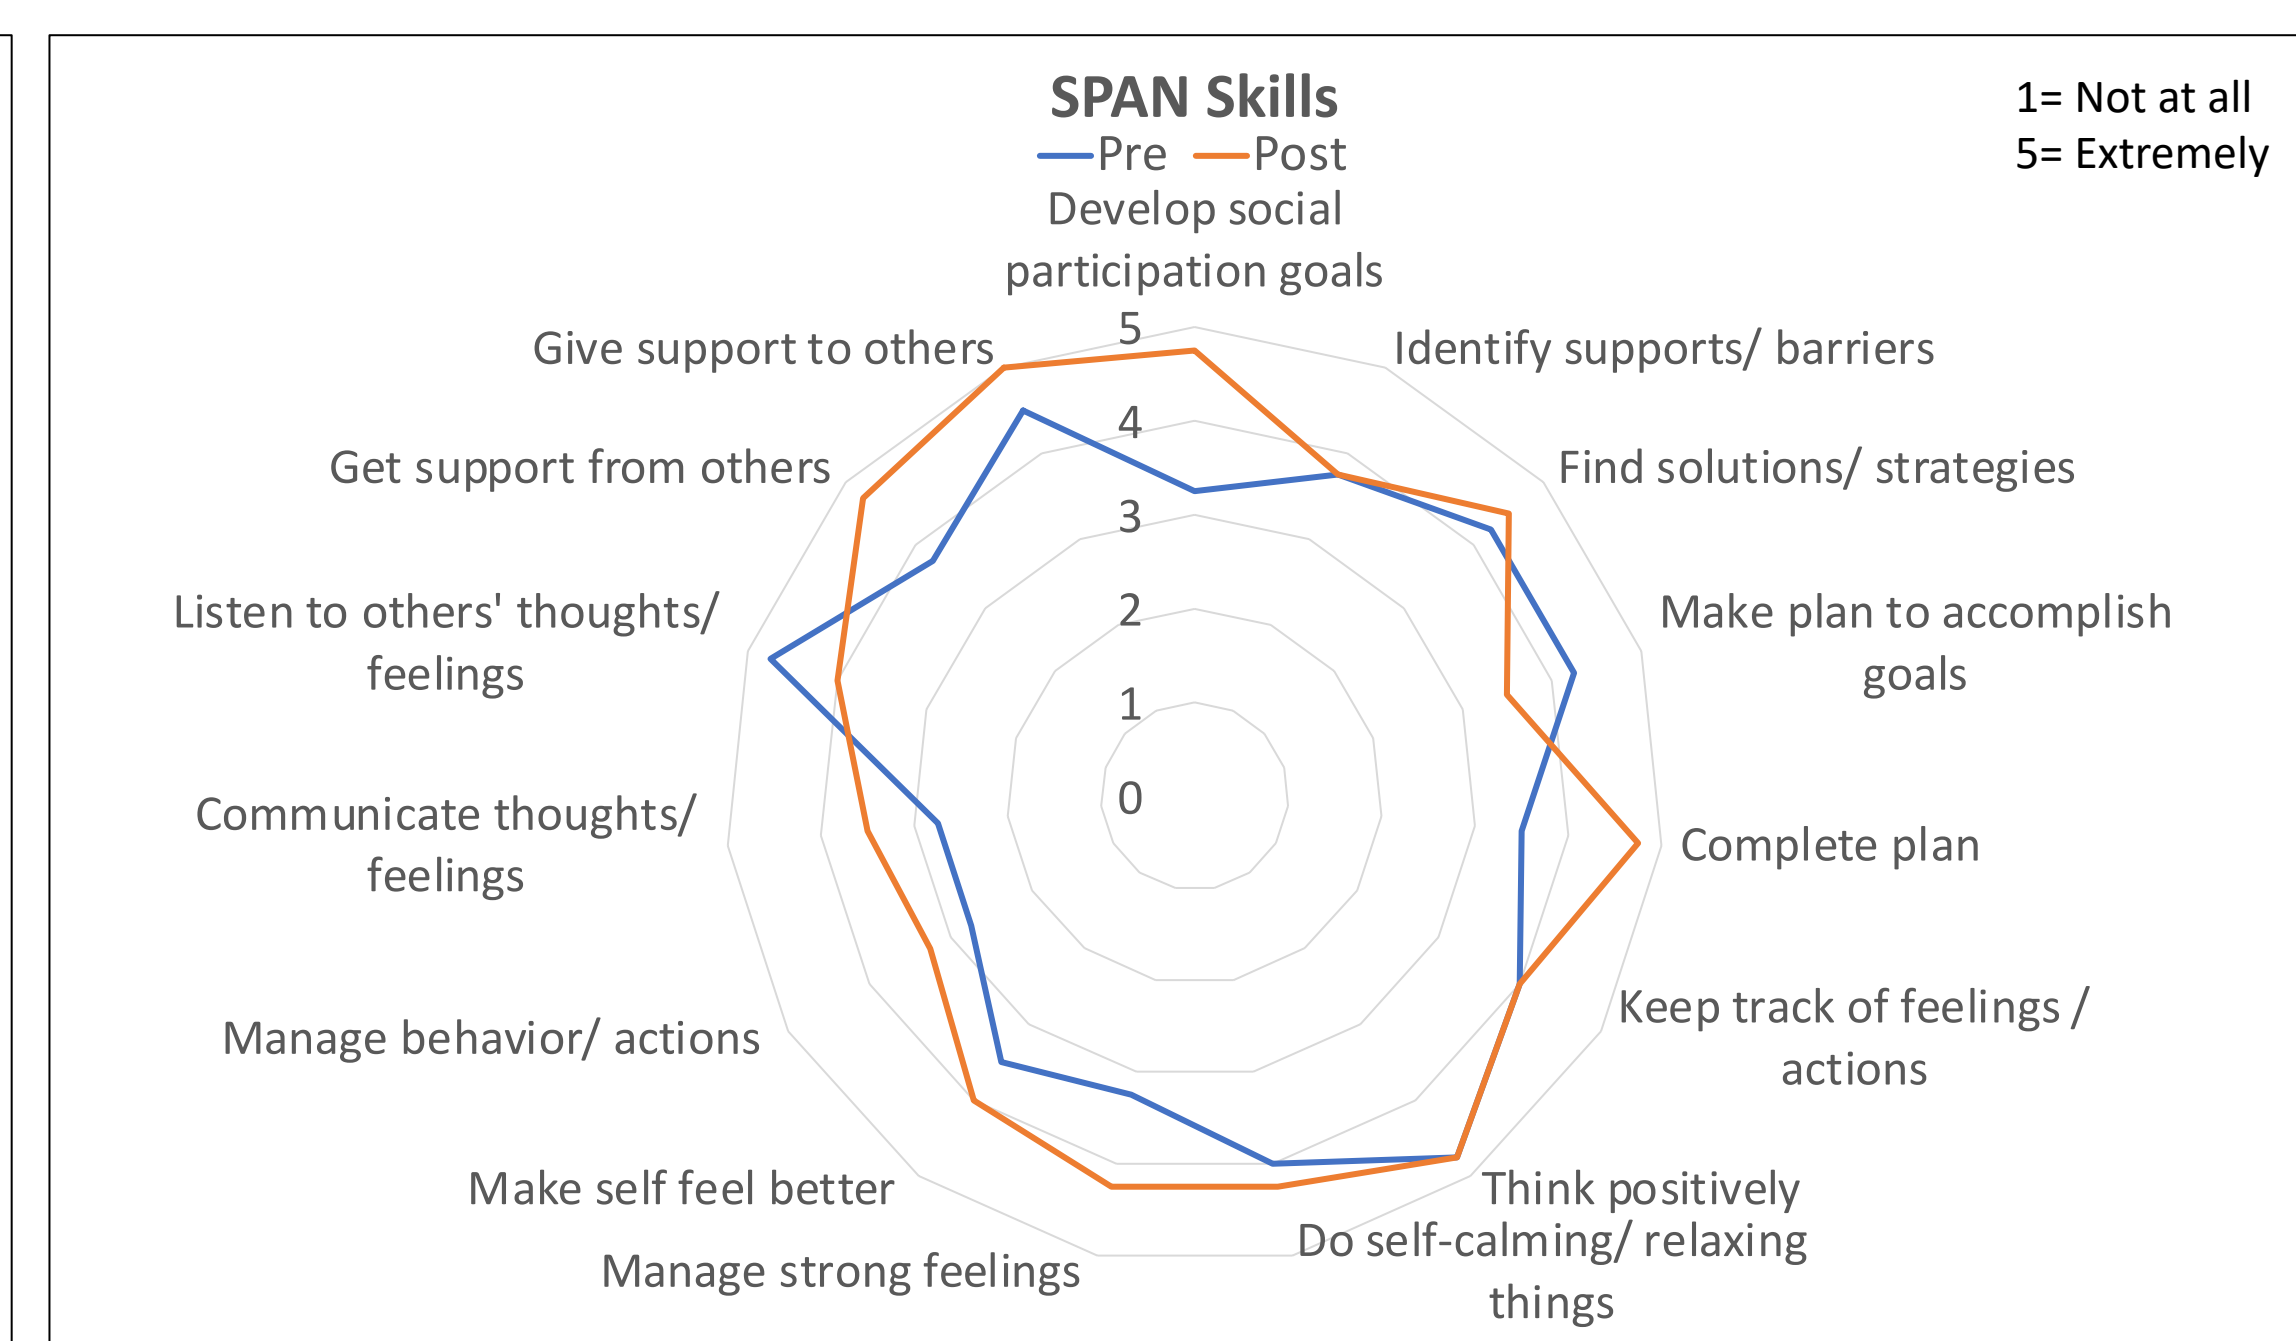 SPAN Skills
1= Not at all
5= Extremely
Pre Post
Develop social
participation goals
Give support to others
Identify supports/ barriers
Get support from others
Find solutions/ strategies
Listen to others' thoughts/
feelings
Make plan to accomplish
goals
Communicate thoughts/
feelings
Complete plan
Manage behavior/ actions
Keep track of feelings /
actions
Make self feel better
Think positively
Manage strong feelings
Do self-calming/ relaxing
things
5
4
3
2
1
0